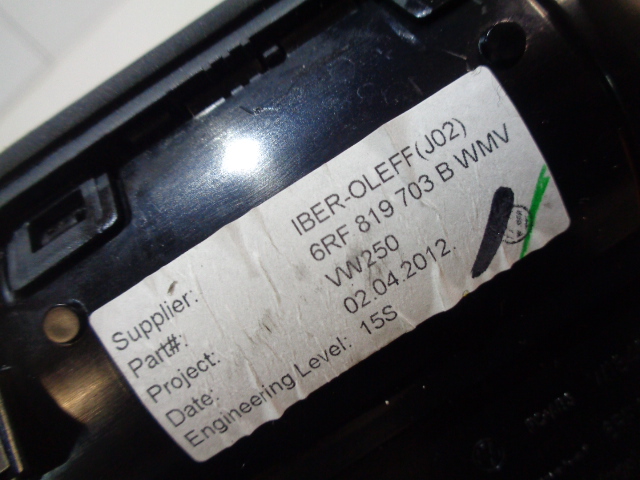 Supplier: IBER-OLEFF(J02)
Part#: 6RF 819 703 B WMV
Project: VW250
Date: 02.04.2012.
Engineering Level: 15S